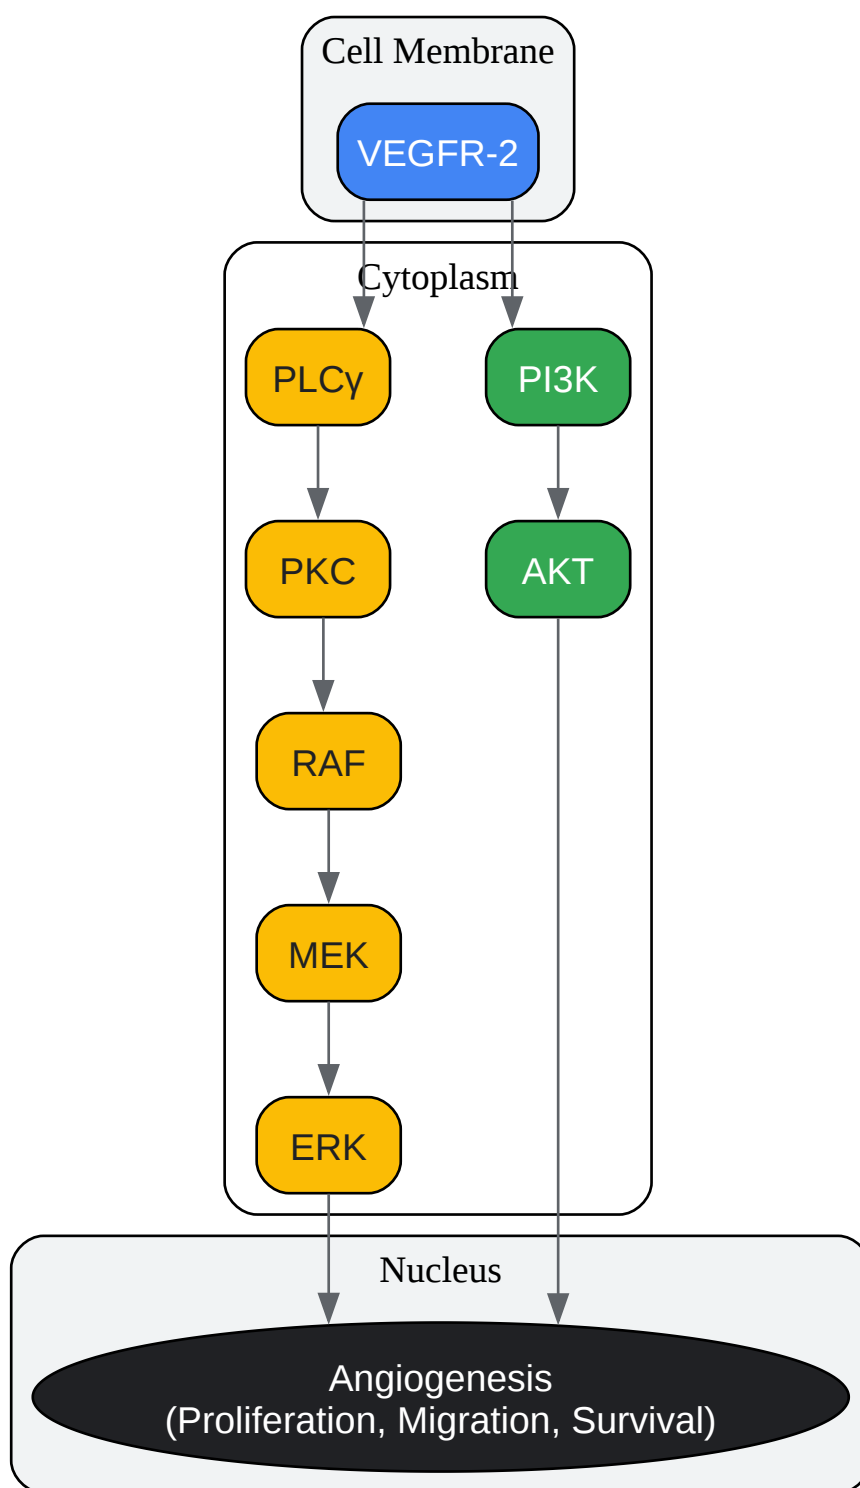 Cell Membrane
VEGFR-2
Cytoplasm
PLCγ
PI3K
PKC
AKT
RAF
MEK
ERK
Nucleus
Angiogenesis
(Proliferation, Migration, Survival)